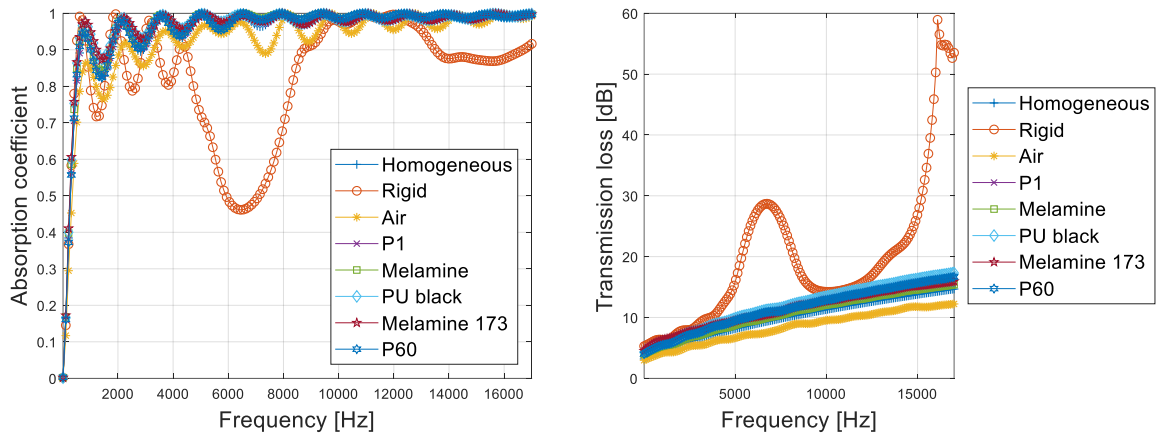 Absorption coefficient
1
0.9
0.8
0.7
0.6
0.5
0.4
0.3
0.2
0.1
0
2000 4000 6000 8000 10000 12000 14000 16000
Frequency [Hz]
Homogeneous
Rigid
Air
P1
Melamine
PU black
Melamine 173
P60
Transmission loss [dB]
60
50
40
30
20
10
0
5000 10000 15000
Frequency [Hz]
Homogeneous
Rigid
Air
P1
Melamine
PU black
Melamine 173
P60